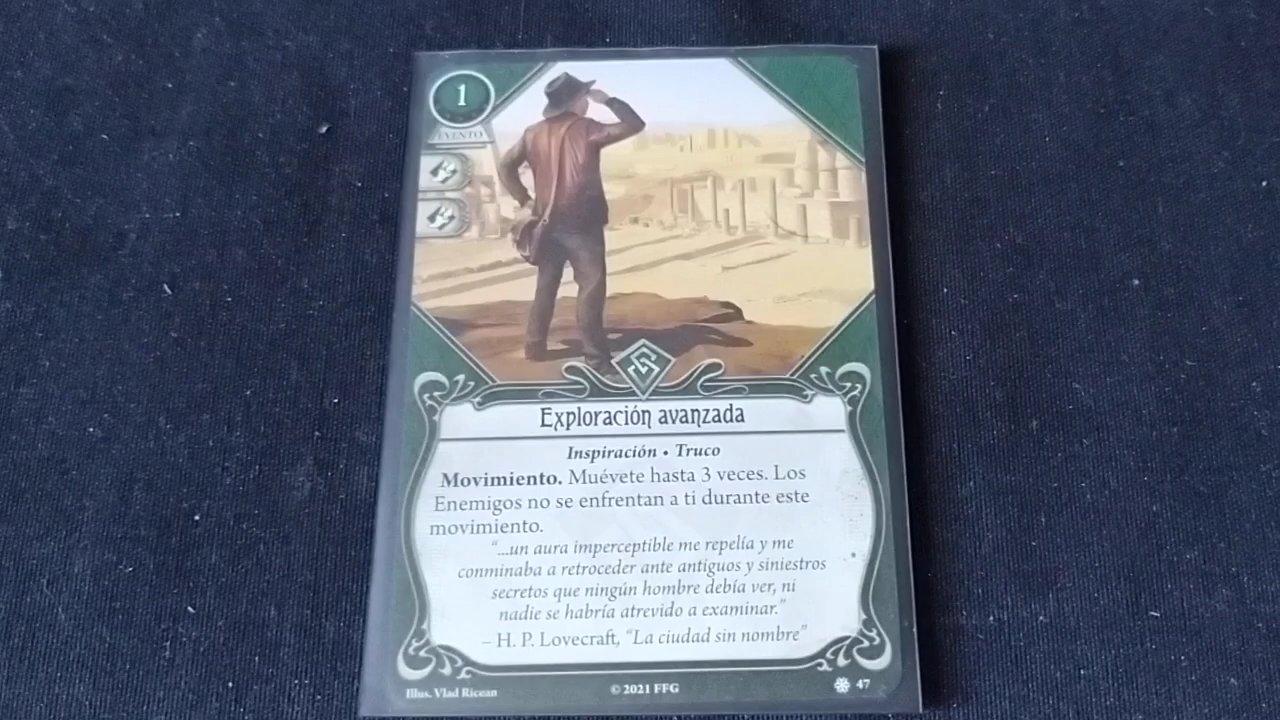 1
EVENTO
Exploración avanzada
Inspiración • Truco
Movimiento. Muévete hasta 3 veces. Los
Enemigos no se enfrentan a ti durante este
movimiento.
“...un aura imperceptible me repelía y me
conminaba a retroceder ante antiguos y siniestros
secretos que ningún hombre debía ver, ni
nadie se habría atrevido a examinar.”
– H. P. Lovecraft, “La ciudad sin nombre”
Illus. Vlad Ricean © 2021 FFG 47